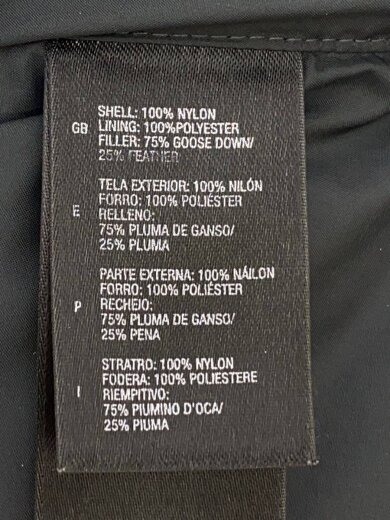 SHELL: 100% NYLON
GB LINING: 100%POLYESTER
FILLER: 75% GOOSE DOWN/
25% FEATHER
TELA EXTERIOR: 100% NILÓN
FORRO: 100% POLIÉSTER
E RELLENO:
75% PLUMA DE GANSO/
25% PLUMA
PARTE EXTERNA: 100% NÁILON
FORRO: 100% POLIÉSTER
P RECHEIO:
75% PLUMA DE GANSO/
25% PENA
STRATRO: 100% NYLON
FODERA: 100% POLIESTERE
I RIEMPITIVO:
75% PIUMINO D'OCA/
25% PIUMA